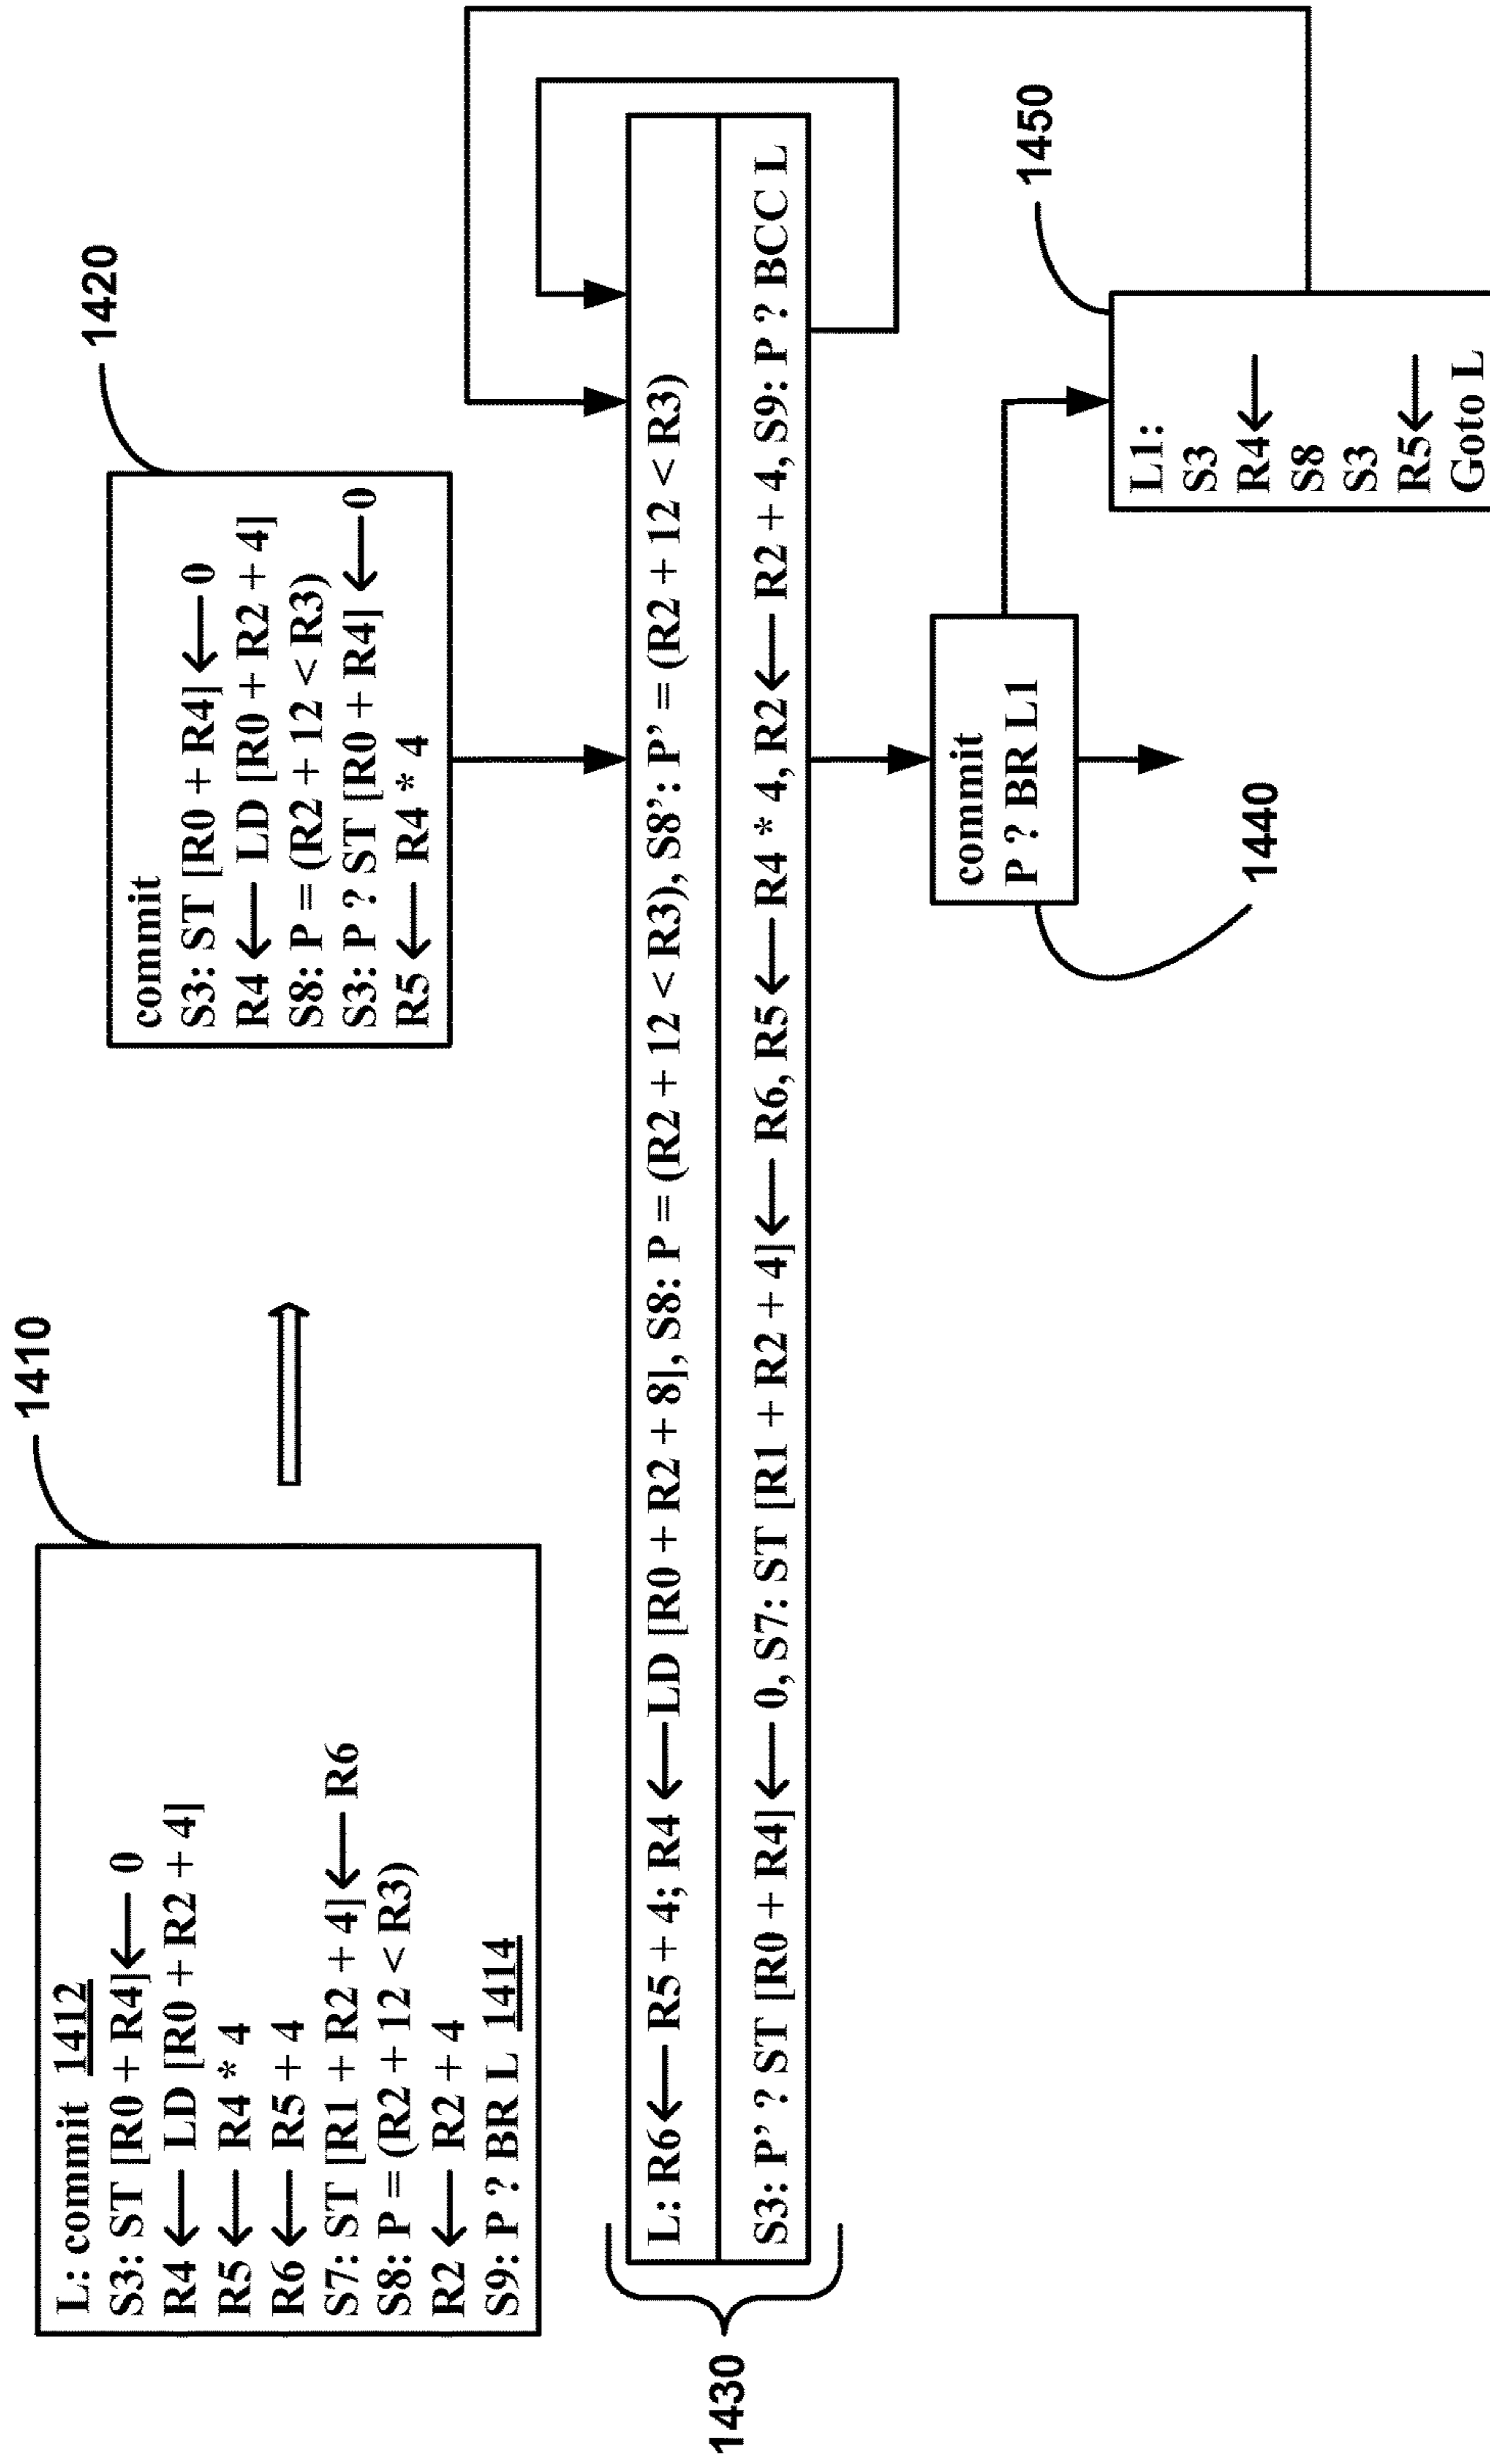 1410
L: commit 1412
S3: ST [R0 + R4]← 0
R4← LD [R0 + R2 + 4]
R5← R4 * 4
R6← R5 + 4
S7: ST [R1 + R2 + 4]← R6
S8: P = (R2 + 12 < R3)
R2← R2 + 4
S9: P ? BR L 1414
1420
commit
S3: ST [R0 + R4]←0
R4← LD [R0 + R2 + 4]
S8: P = (R2 + 12 < R3)
S3: P ? ST [R0 + R4]←0
R5← R4 * 4
1430
L: R6← R5 + 4; R4←LD [R0 + R2 + 8], S8: P = (R2 + 12 < R3), S8’: P’ = (R2 + 12 < R3)
S3: P’ ? ST [R0 + R4]← 0, S7: ST [R1 + R2 + 4]← R6, R5← R4 * 4, R2← R2 + 4, S9: P ? BCC L
commit
P ? BR L1
1440
1450
L1:
S3
R4←
S8
S3
R5←
Goto L